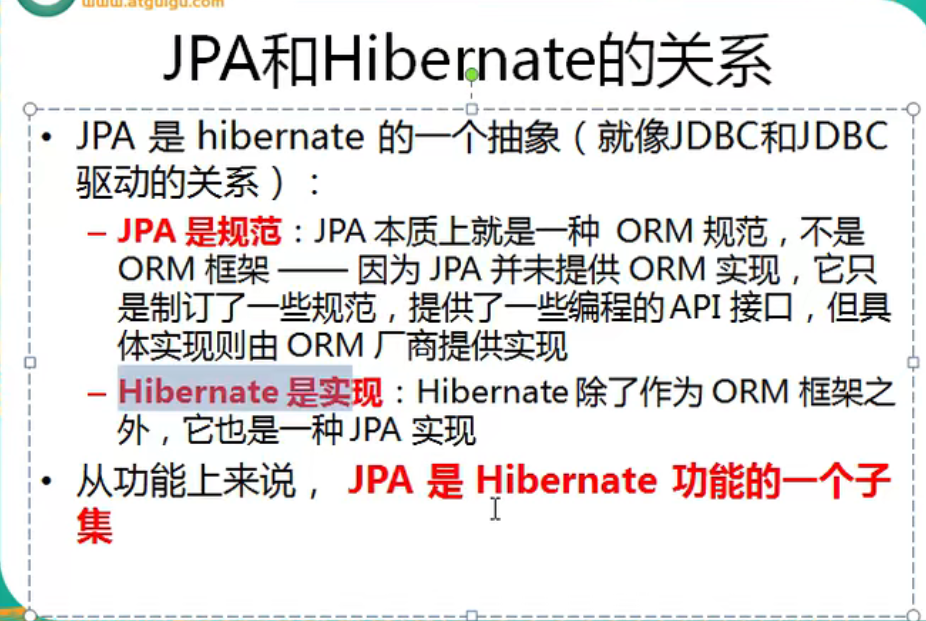 www.atguigu.com
JPA和Hibernate的关系
• JPA 是 hibernate 的一个抽象（就像JDBC和JDBC
驱动的关系）：
– JPA 是规范：JPA 本质上就是一种 ORM 规范，不是
ORM 框架 —— 因为 JPA 并未提供 ORM 实现，它只
是制订了一些规范，提供了一些编程的 API 接口，但具
体实现则由 ORM 厂商提供实现
– Hibernate 是实现：Hibernate 除了作为 ORM 框架之
外，它也是一种 JPA 实现
• 从功能上来说， JPA 是 Hibernate 功能的一个子
集